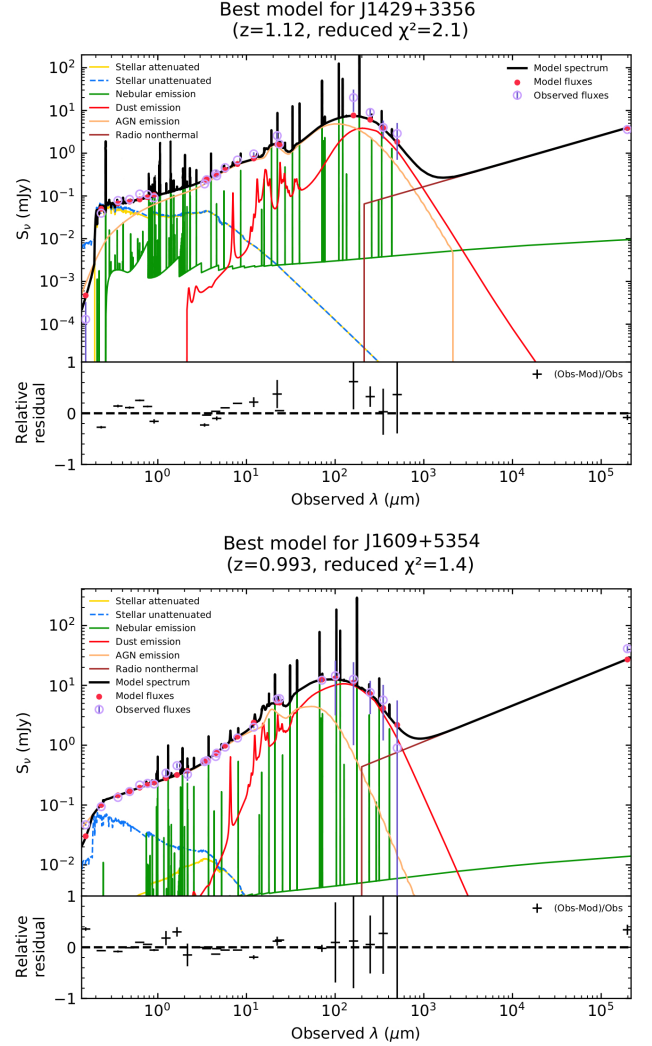 Best model for J1429+3356
(z=1.12, reduced χ²=2.1)
Stellar attenuated
Stellar unattenuated
Nebular emission
Dust emission
AGN emission
Radio nonthermal
Model spectrum
Model fluxes
Observed fluxes
10²
10¹
10⁰
10⁻¹
10⁻²
10⁻³
10⁻⁴
S_ν (mJy)
1
0
−1
Relative
residual
(Obs-Mod)/Obs
10⁰ 10¹ 10² 10³ 10⁴ 10⁵
Observed λ (μm)
Best model for J1609+5354
(z=0.993, reduced χ²=1.4)
Stellar attenuated
Stellar unattenuated
Nebular emission
Dust emission
AGN emission
Radio nonthermal
Model spectrum
Model fluxes
Observed fluxes
10²
10¹
10⁰
10⁻¹
10⁻²
S_ν (mJy)
1
0
−1
Relative
residual
(Obs-Mod)/Obs
10⁰ 10¹ 10² 10³ 10⁴ 10⁵
Observed λ (μm)